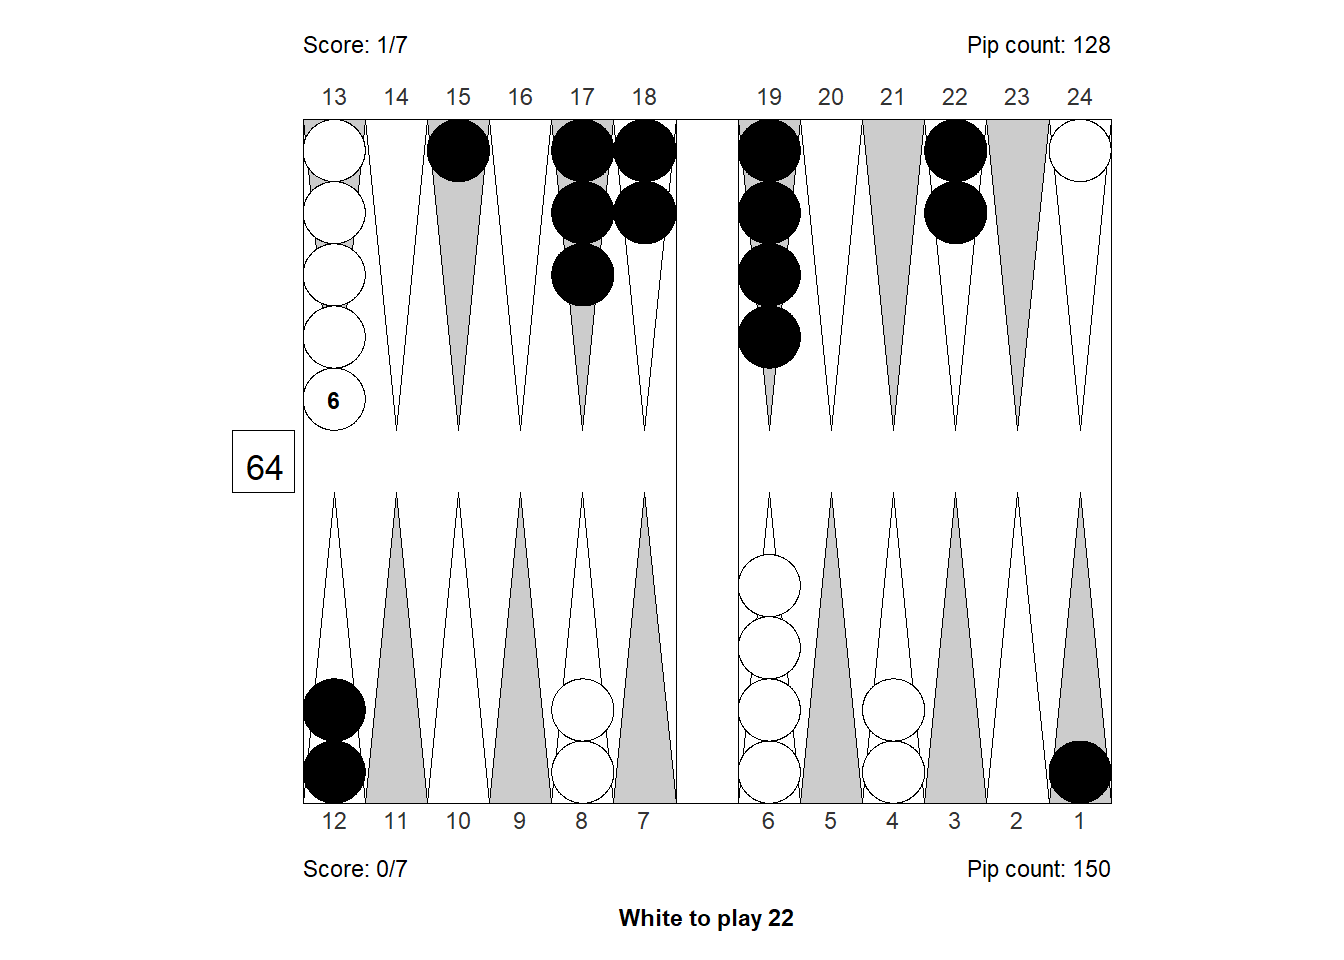 Score: 1/7 Pip count: 128
13 14 15 16 17 18 19 20 21 22 23 24
6
64
12 11 10 9 8 7 6 5 4 3 2 1
Score: 0/7 Pip count: 150
White to play 22